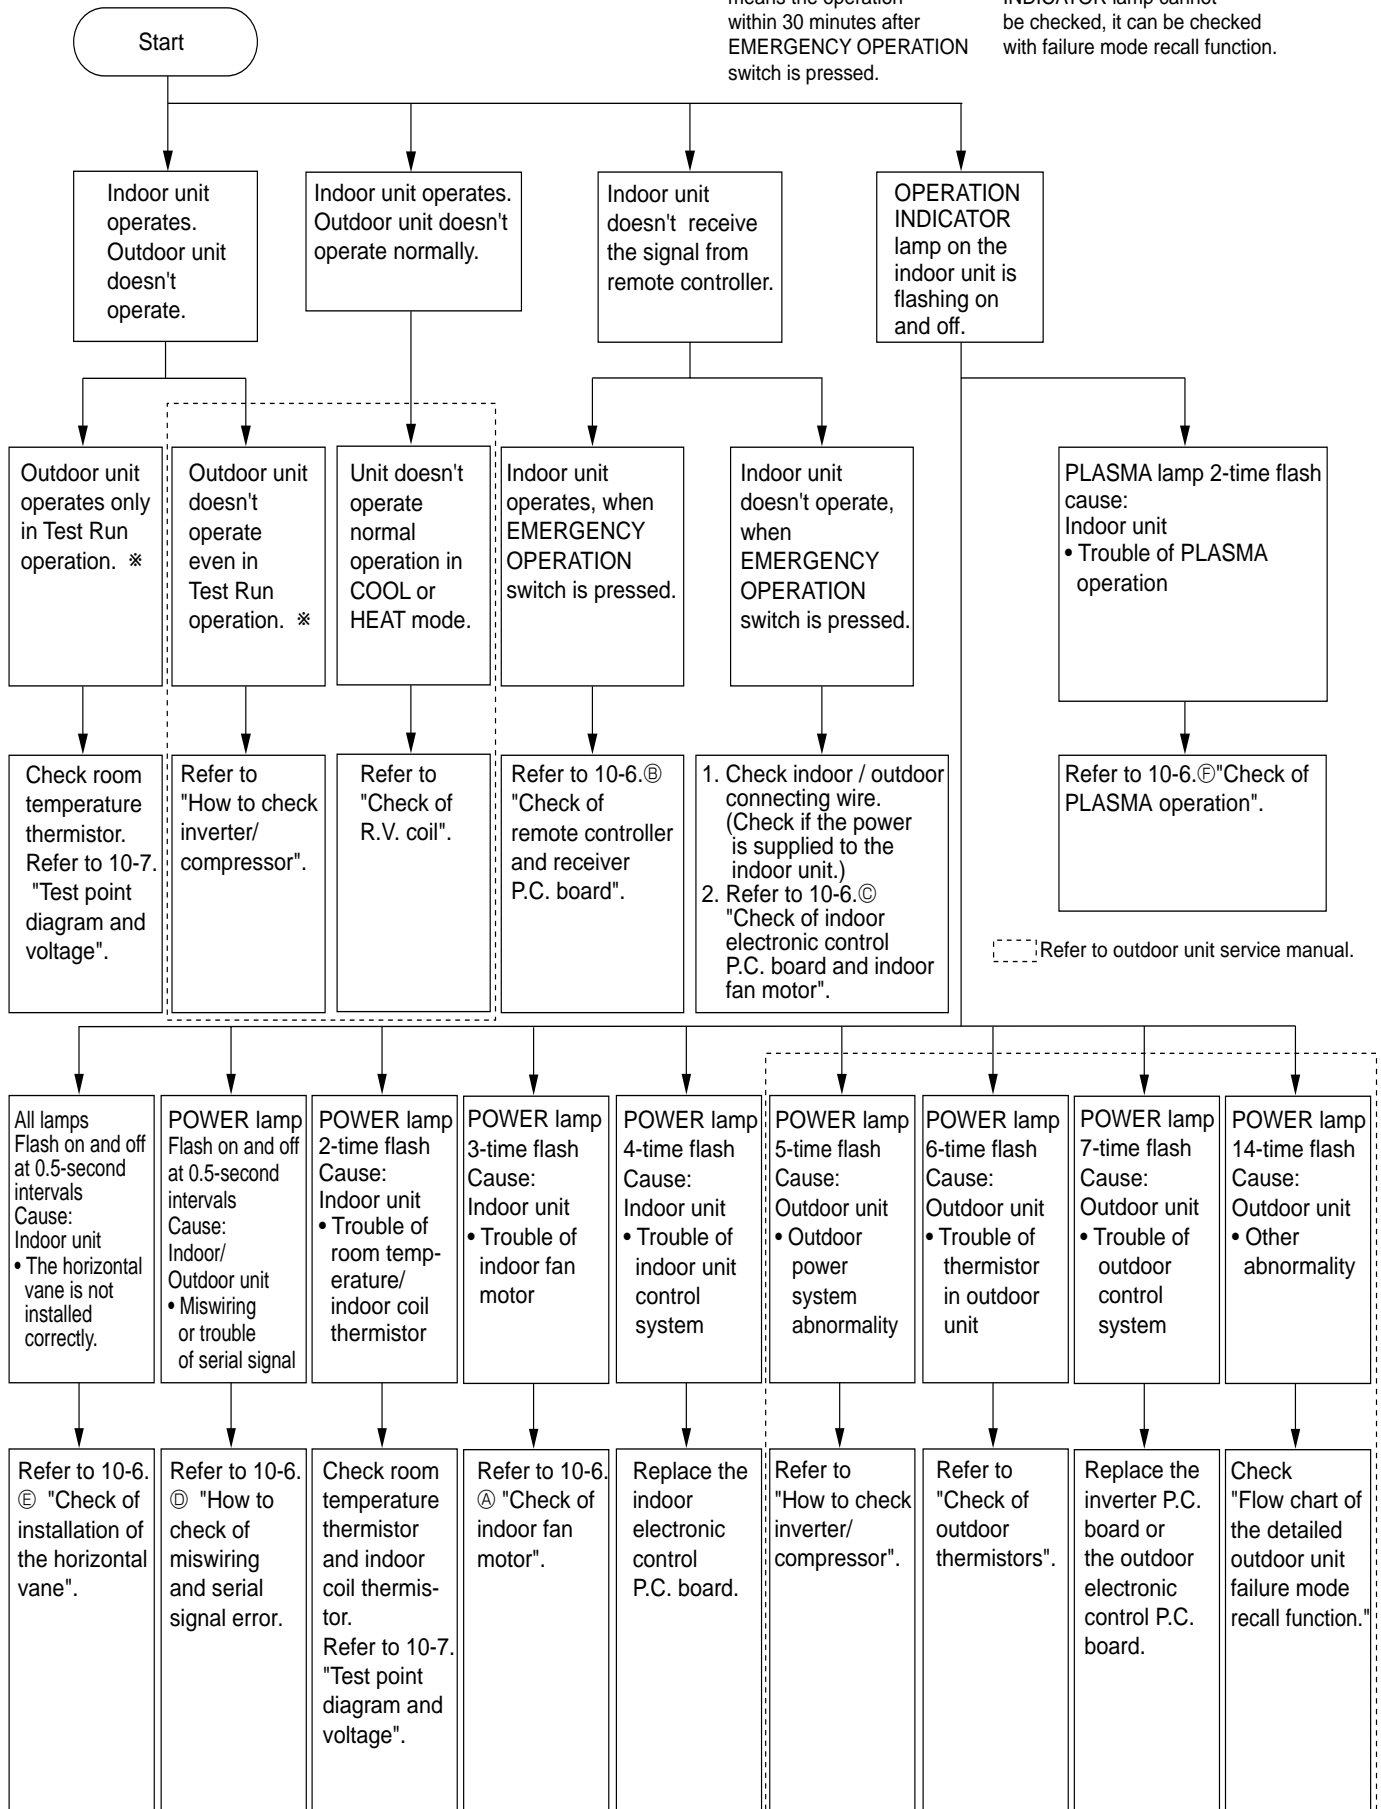 means the operation
within 30 minutes after
EMERGENCY OPERATION
switch is pressed.
INDICATOR lamp cannot
be checked, it can be checked
with failure mode recall function.
Start
Indoor unit
operates.
Outdoor unit
doesn't
operate.
Indoor unit operates.
Outdoor unit doesn't
operate normally.
Indoor unit
doesn't receive
the signal from
remote controller.
OPERATION
INDICATOR
lamp on the
indoor unit is
flashing on
and off.
Outdoor unit
operates only
in Test Run
operation. ※
Outdoor unit
doesn't
operate
even in
Test Run
operation. ※
Unit doesn't
operate
normal
operation in
COOL or
HEAT mode.
Indoor unit
operates, when
EMERGENCY
OPERATION
switch is pressed.
Indoor unit
doesn't operate,
when
EMERGENCY
OPERATION
switch is pressed.
PLASMA lamp 2-time flash
cause:
Indoor unit
• Trouble of PLASMA
operation
Check room
temperature
thermistor.
Refer to 10-7.
"Test point
diagram and
voltage".
Refer to
"How to check
inverter/
compressor".
Refer to
"Check of
R.V. coil".
Refer to 10-6.Ⓑ
"Check of
remote controller
and receiver
P.C. board".
1. Check indoor / outdoor
connecting wire.
(Check if the power
is supplied to the
indoor unit.)
2. Refer to 10-6.Ⓒ
"Check of indoor
electronic control
P.C. board and indoor
fan motor".
Refer to 10-6.Ⓕ"Check of
PLASMA operation".
Refer to outdoor unit service manual.
All lamps
Flash on and off
at 0.5-second
intervals
Cause:
Indoor unit
• The horizontal
vane is not
installed
correctly.
POWER lamp
Flash on and off
at 0.5-second
intervals
Cause:
Indoor/
Outdoor unit
• Miswiring
or trouble
of serial signal
POWER lamp
2-time flash
Cause:
Indoor unit
• Trouble of
room temp-
erature/
indoor coil
thermistor
POWER lamp
3-time flash
Cause:
Indoor unit
• Trouble of
indoor fan
motor
POWER lamp
4-time flash
Cause:
Indoor unit
• Trouble of
indoor unit
control
system
POWER lamp
5-time flash
Cause:
Outdoor unit
• Outdoor
power
system
abnormality
POWER lamp
6-time flash
Cause:
Outdoor unit
• Trouble of
thermistor
in outdoor
unit
POWER lamp
7-time flash
Cause:
Outdoor unit
• Trouble of
outdoor
control
system
POWER lamp
14-time flash
Cause:
Outdoor unit
• Other
abnormality
Refer to 10-6.
Ⓔ "Check of
installation of
the horizontal
vane".
Refer to 10-6.
Ⓓ "How to
check of
miswiring
and serial
signal error.
Check room
temperature
thermistor
and indoor
coil thermis-
tor.
Refer to 10-7.
"Test point
diagram and
voltage".
Refer to 10-6.
Ⓐ "Check of
indoor fan
motor".
Replace the
indoor
electronic
control
P.C. board.
Refer to
"How to check
inverter/
compressor".
Refer to
"Check of
outdoor
thermistors".
Replace the
inverter P.C.
board or
the outdoor
electronic
control P.C.
board.
Check
"Flow chart of
the detailed
outdoor unit
failure mode
recall function."